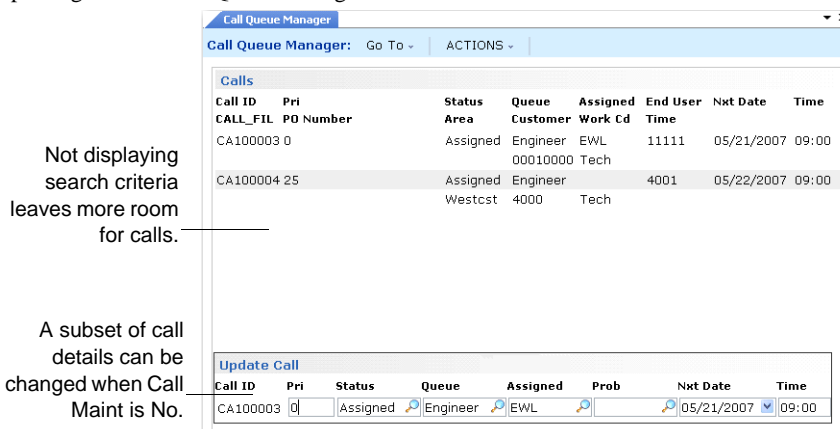 Call Queue Manager
Call Queue Manager: Go To ACTIONS
Calls
Call ID Pri Status Queue Assigned End User Nxt Date Time
CALL_FIL PO Number Area Customer Work Cd Time
CA100003 0 Assigned Engineer EWL 11111 05/21/2007 09:00
00010000 Tech
CA100004 25 Assigned Engineer 4001 05/22/2007 09:00
Westcst 4000 Tech
Not displaying
search criteria
leaves more room
for calls.
A subset of call
details can be
changed when Call
Maint is No.
Update Call
Call ID Pri Status Queue Assigned Prob Nxt Date Time
CA100003 0 Assigned Engineer EWL 05/21/2007 09:00